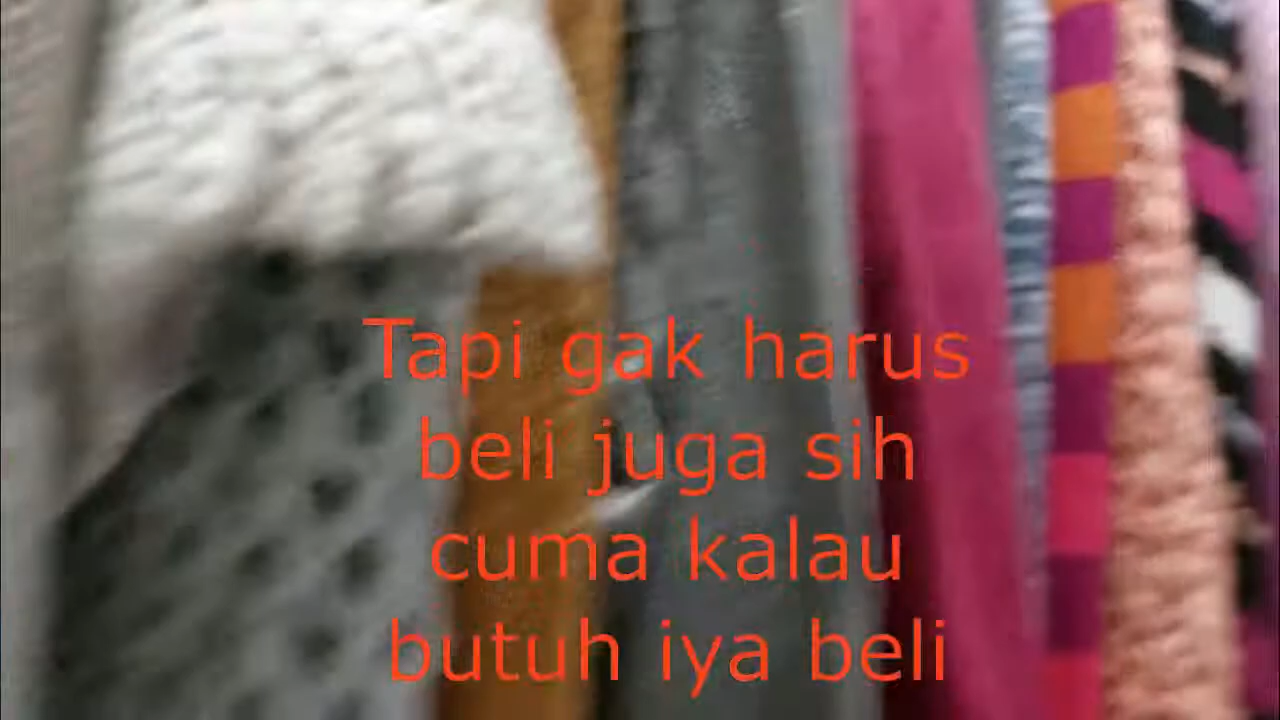 Tapi gak harus
beli juga sih
cuma kalau
butuh iya beli